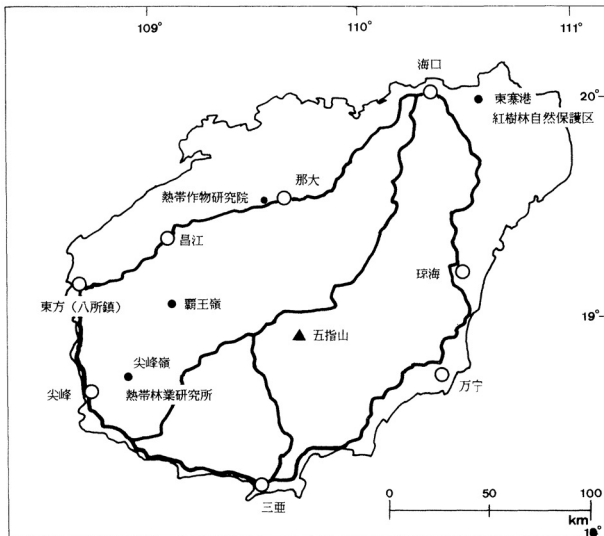 109°
110°
111°
海口
20°
東寨港
紅樹林自然保護区
那大
熱帯作物研究院
昌江
琼海
東方（八所鎮）
覇王嶺
19°
五指山
尖峰嶺
尖峰
熱帯林業研究所
万宁
三亜
0
50
100
km